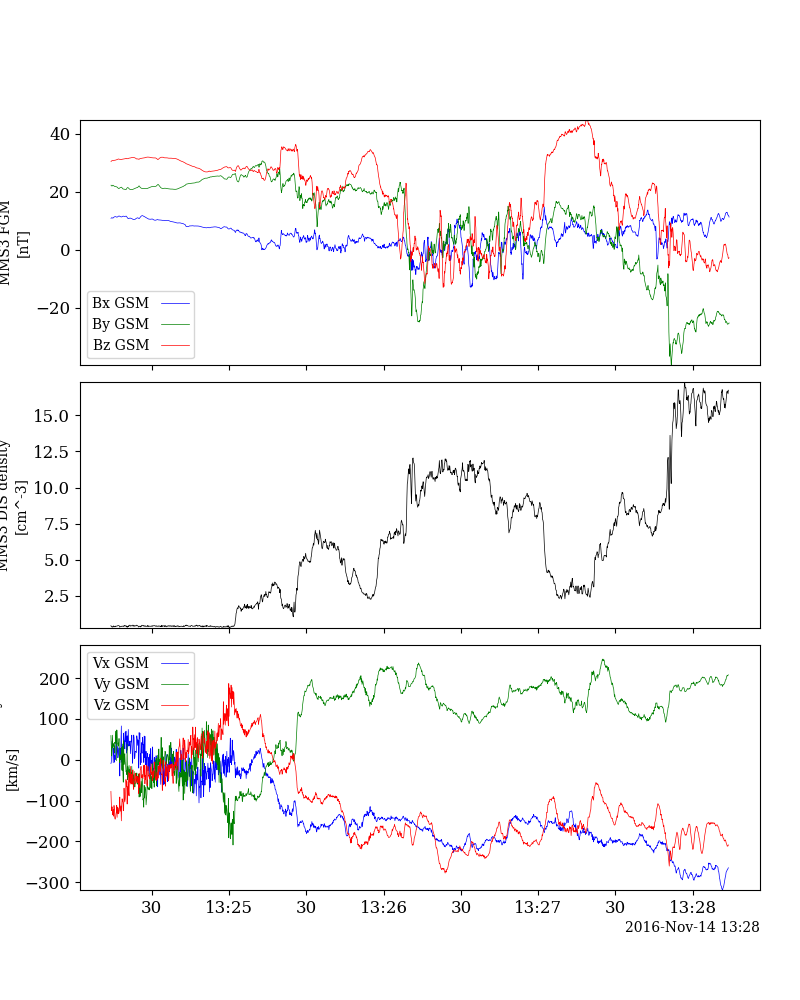 40
20
0
−20
MMS3 FGM
[nT]
Bx GSM
By GSM
Bz GSM
15.0
12.5
10.0
7.5
5.0
2.5
MMS3 DIS density
[cm^-3]
Vx GSM
Vy GSM
Vz GSM
200
100
0
−100
−200
−300
[km/s]
30 13:25 30 13:26 30 13:27 30 13:28
2016-Nov-14 13:28